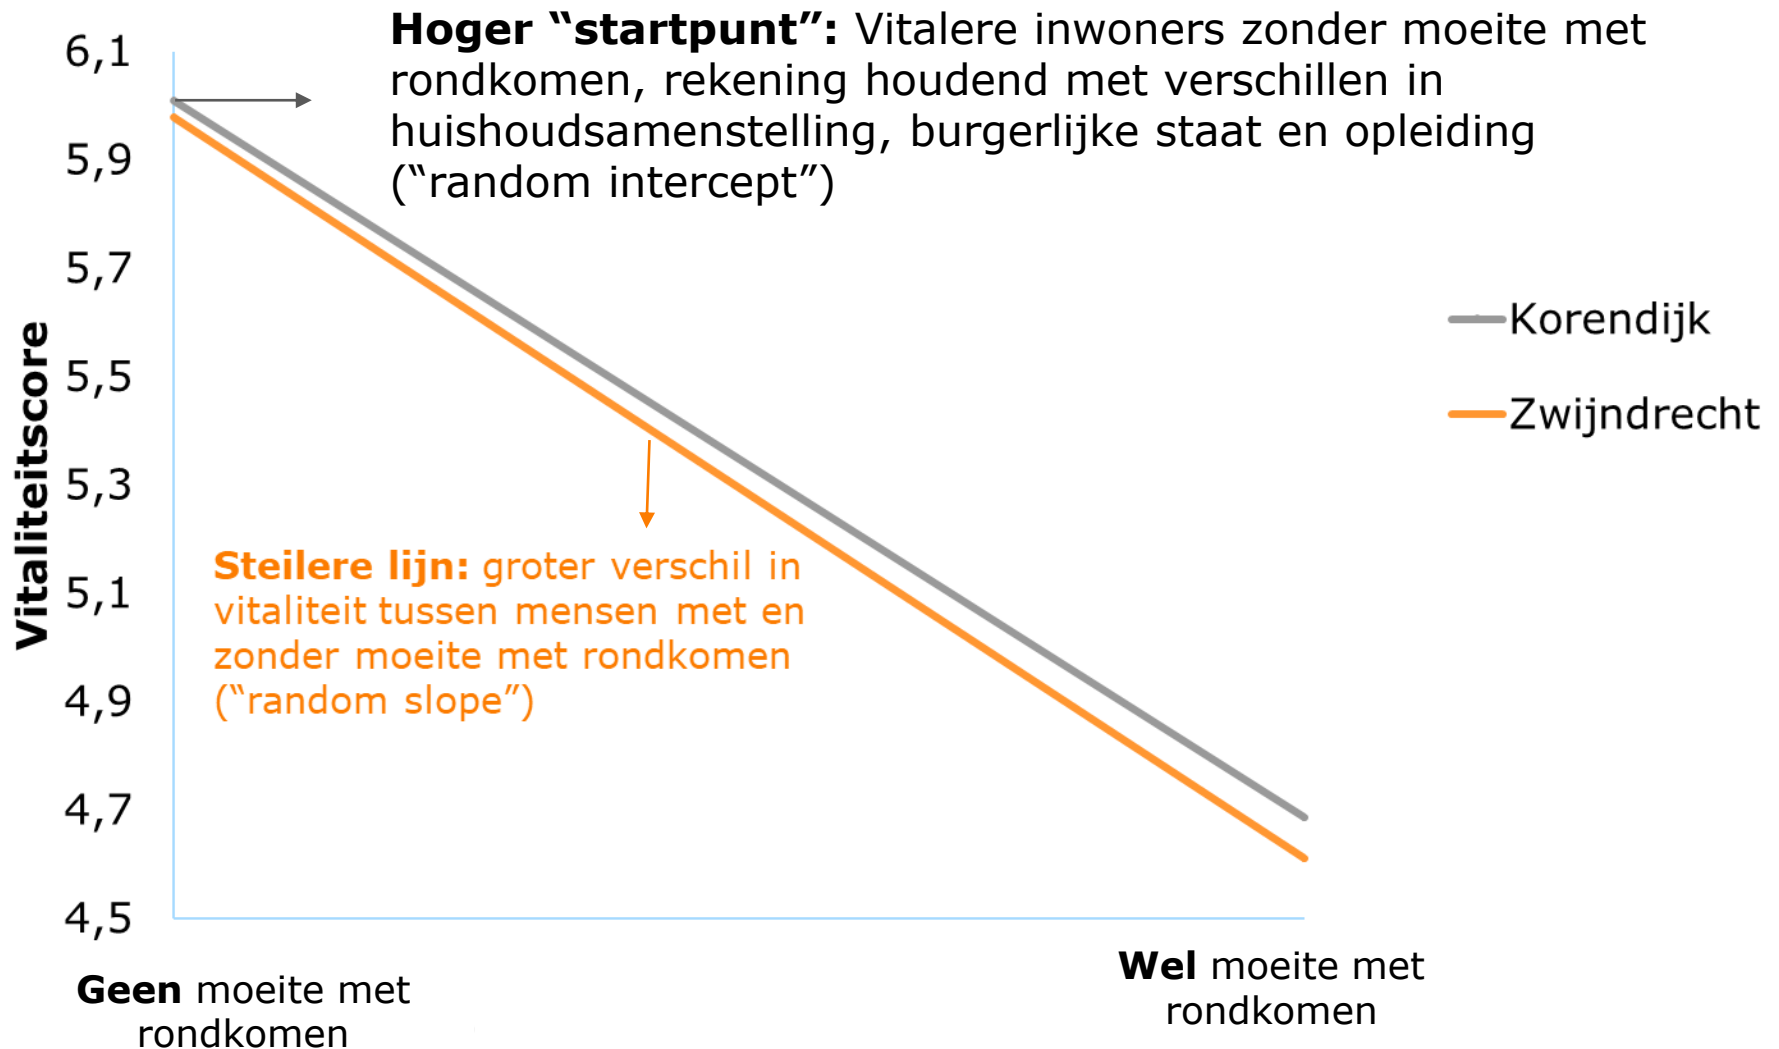 Hoger “startpunt”: Vitalere inwoners zonder moeite met
rondkomen, rekening houdend met verschillen in
huishoudsamenstelling, burgerlijke staat en opleiding
(“random intercept”)
6,1
5,9
5,7
5,5
5,3
5,1
4,9
4,7
4,5
Vitaliteitscore
Korendijk
Zwijndrecht
Steilere lijn: groter verschil in
vitaliteit tussen mensen met en
zonder moeite met rondkomen
(“random slope”)
Geen moeite met
rondkomen
Wel moeite met
rondkomen